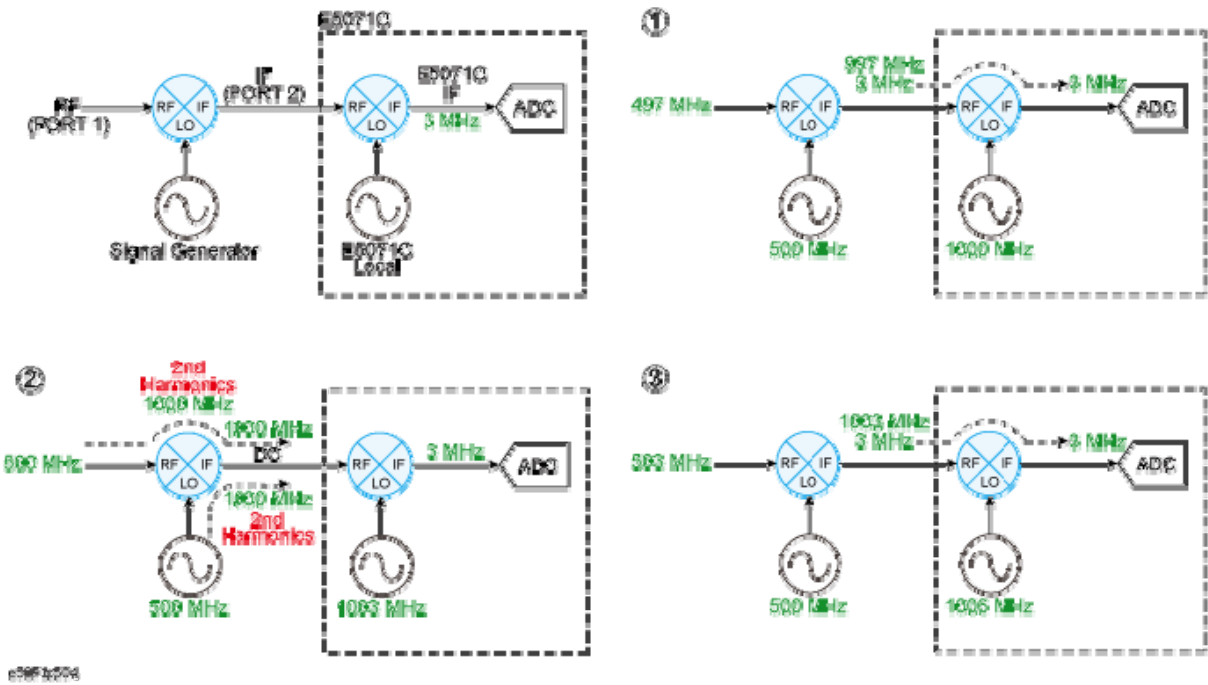 E5071C
RF
(PORT 1)
RF
IF
LO
IF
(PORT 2)
RF
IF
LO
E5071C
IF
3 MHz
ADC
Signal Generator
E5071C
Local
①
497 MHz
RF
IF
LO
997 MHz
3 MHz
RF
IF
LO
3 MHz
ADC
500 MHz
1000 MHz
②
2nd
Harmonics
1000 MHz
1000 MHz
500 MHz
RF
IF
LO
DC
RF
IF
LO
3 MHz
ADC
1000 MHz
2nd
Harmonics
500 MHz
1003 MHz
③
503 MHz
RF
IF
LO
1003 MHz
3 MHz
RF
IF
LO
3 MHz
ADC
500 MHz
1006 MHz